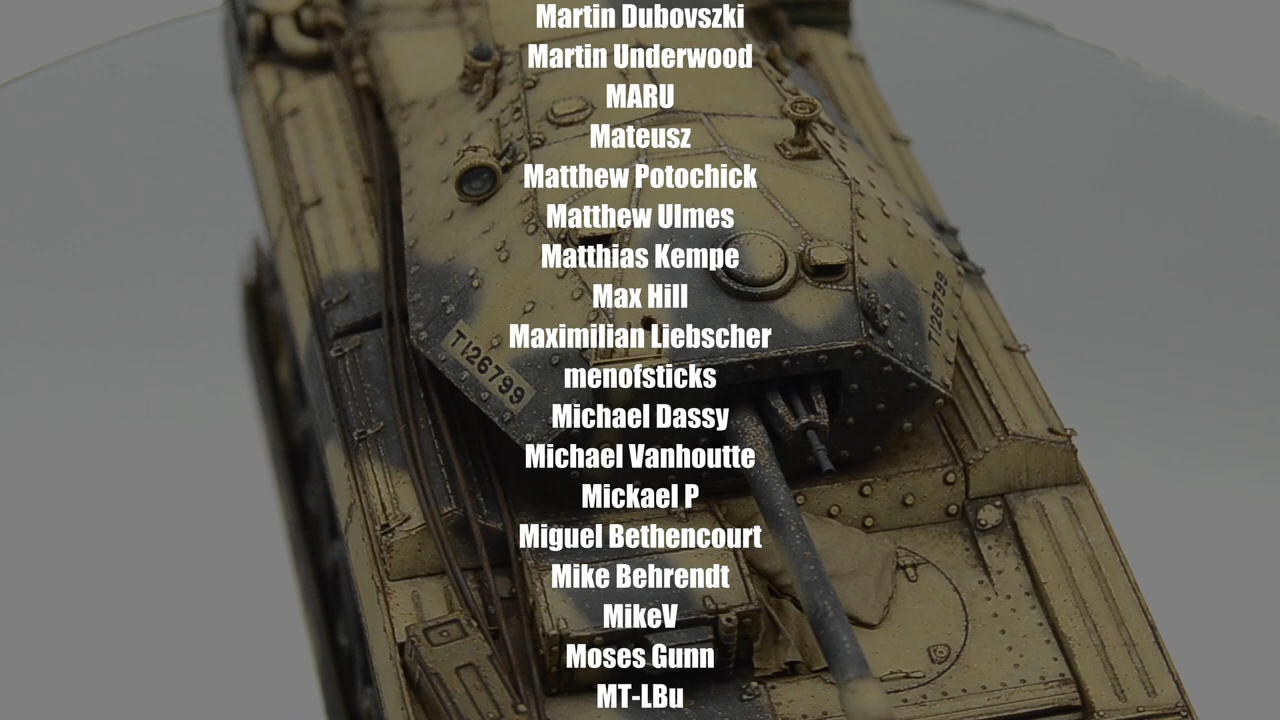 Martin Dubovszki
Martin Underwood
MARU
Mateusz
Matthew Potochick
Matthew Ulmes
Matthias Kempe
Max Hill
Maximilian Liebscher
menofsticks
Michael Dassy
Michael Vanhoutte
Mickael P
Miguel Bethencourt
Mike Behrendt
MikeV
Moses Gunn
MT-LBu
T126799
T126799